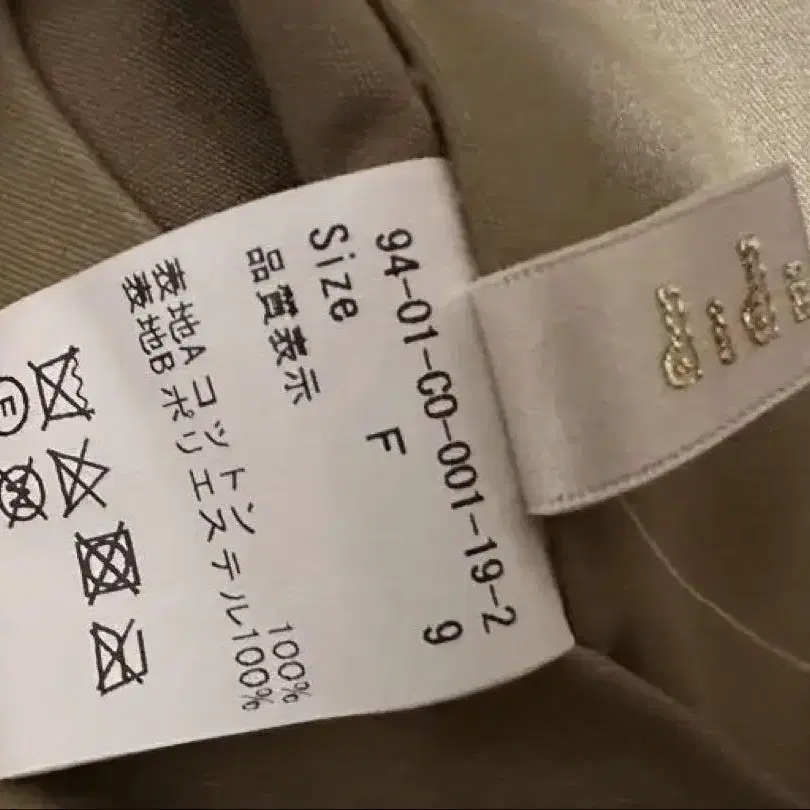 94-01-CO-001-19-2
9
Size F
品質表示
表地A コットン 100%
表地B ポリエステル100%
F
W